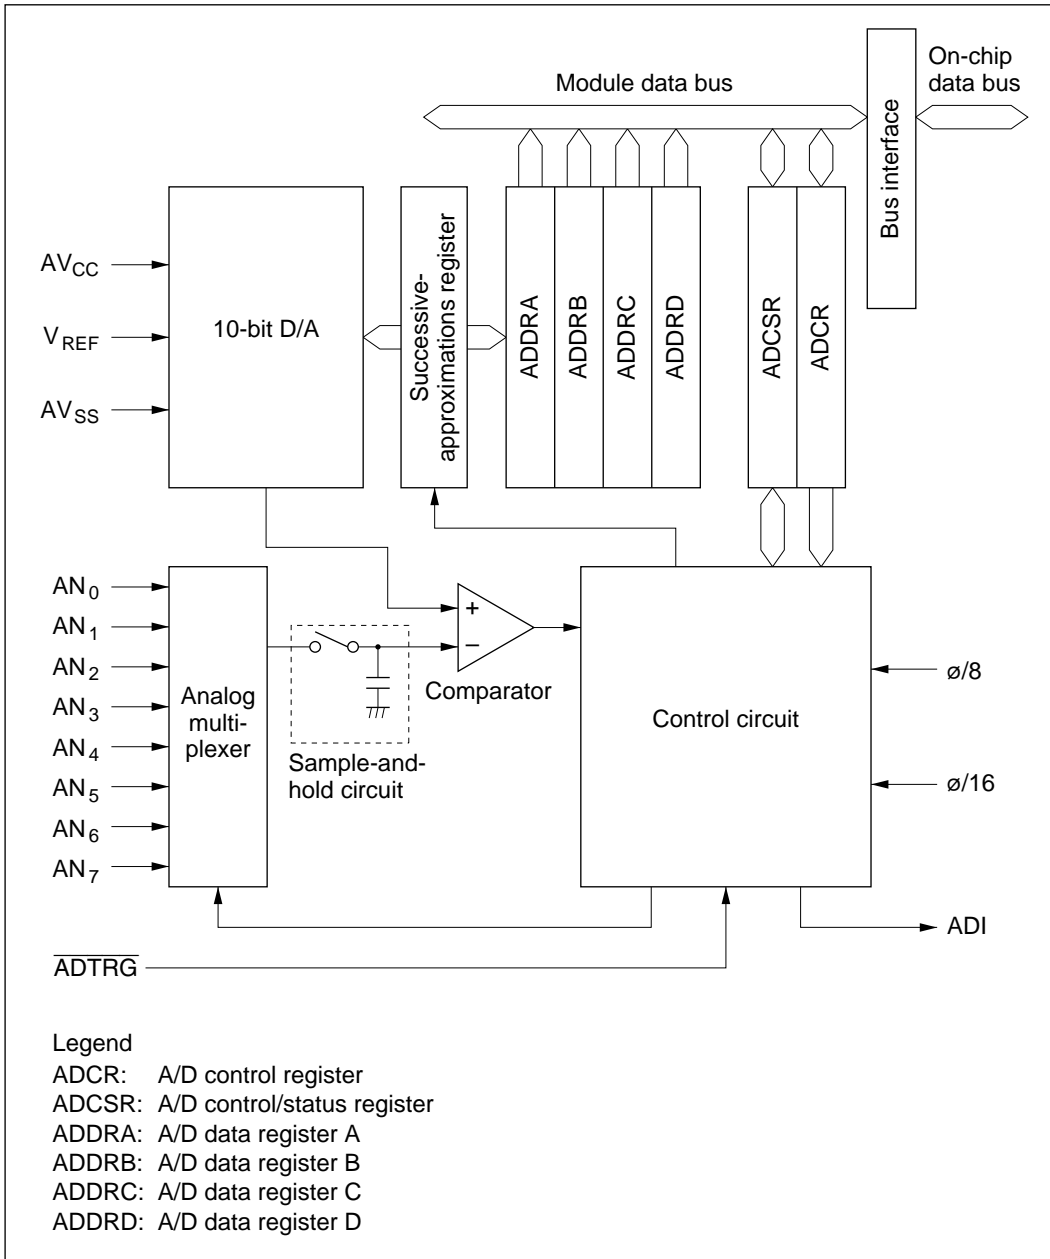 On-chip
data bus
Module data bus
Bus interface
AVCC
VREF
AVSS
10-bit D/A
Successive-
approximations register
ADDRA
ADDRB
ADDRC
ADDRD
ADCSR
ADCR
AN0
AN1
AN2
AN3
AN4
AN5
AN6
AN7
Analog
multi-
plexer
Sample-and-
hold circuit
+
−
Comparator
Control circuit
ø/8
ø/16
ADI
ADTRG
Legend
ADCR: A/D control register
ADCSR: A/D control/status register
ADDRA: A/D data register A
ADDRB: A/D data register B
ADDRC: A/D data register C
ADDRD: A/D data register D